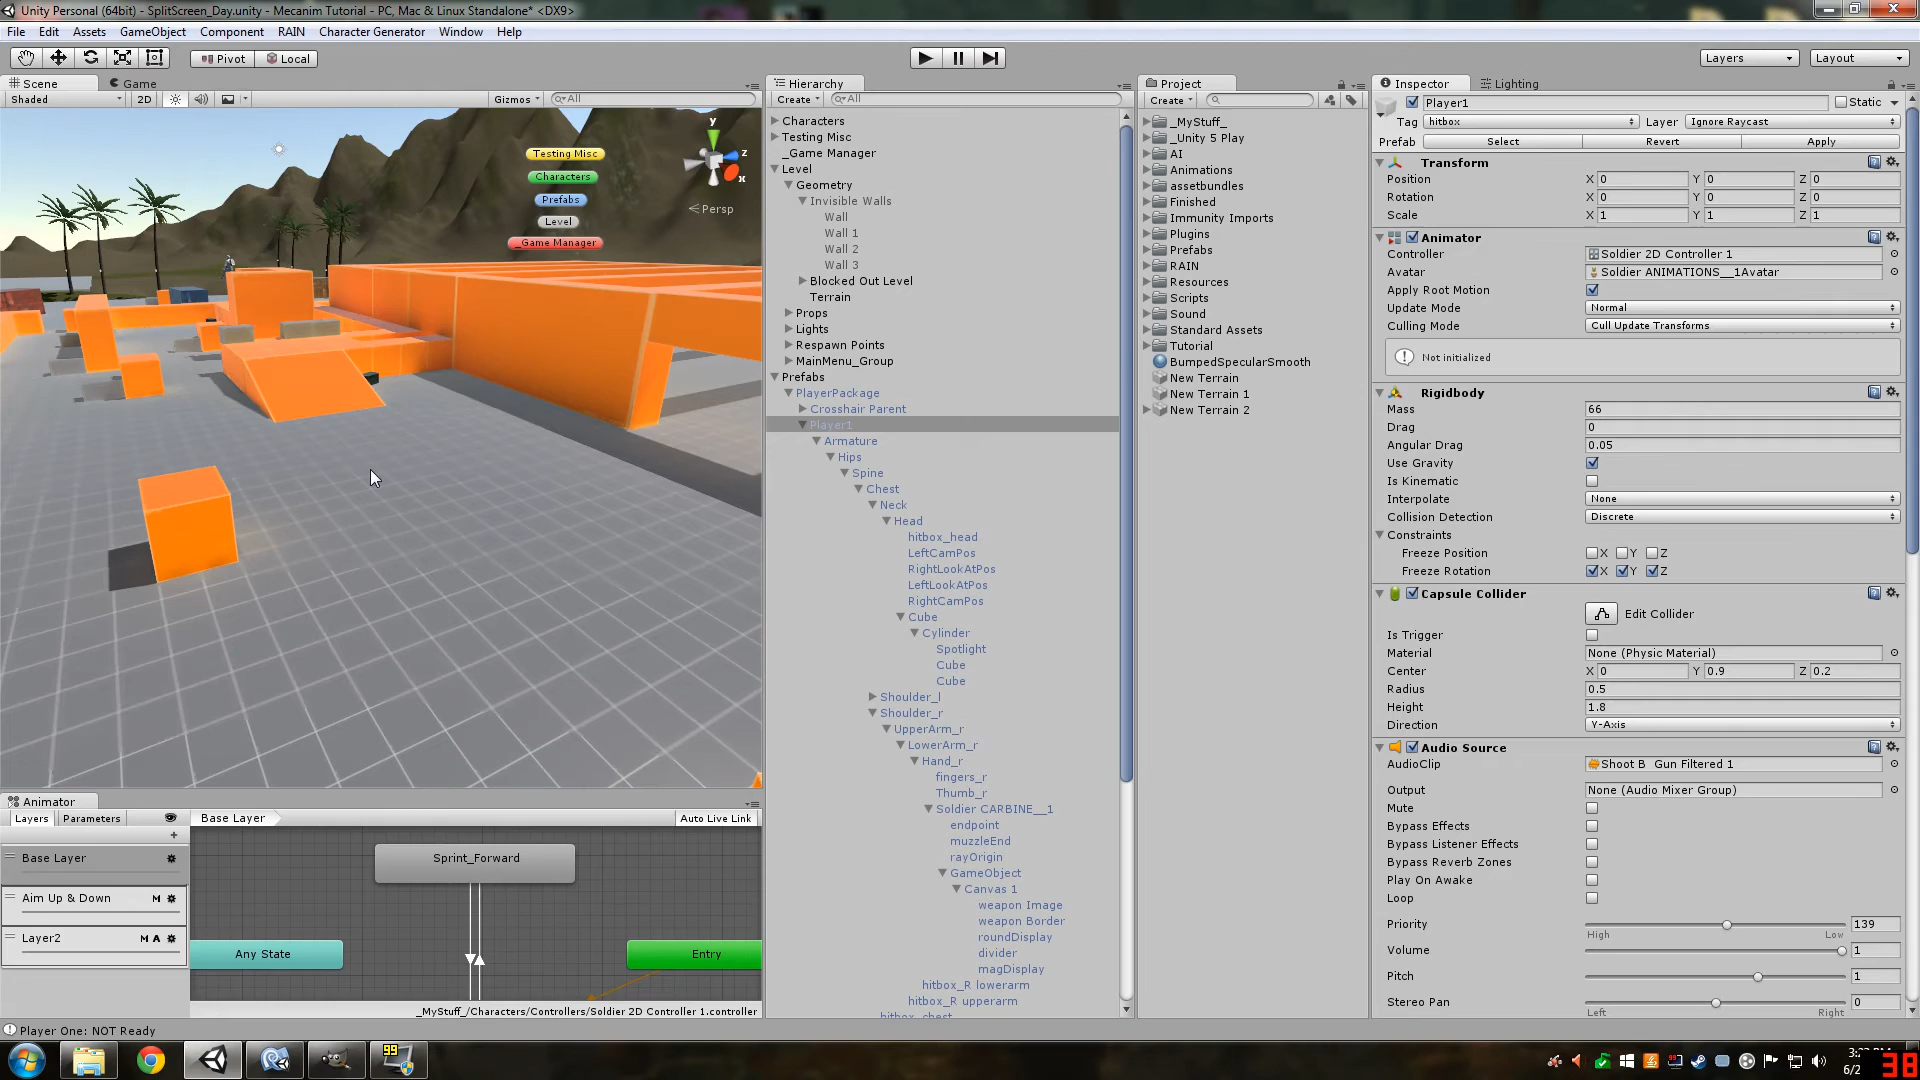 Unity Personal (64bit) - SplitScreen_Day.unity - Mecanim Tutorial - PC, Mac & Linux Standalone* <DX9>
File Edit Assets GameObject Component RAIN Character Generator Window Help
Pivot Local Layers Layout
Scene Game
Shaded 2D Gizmos All
Testing Misc
Characters
Prefabs
Level
_Game Manager
y
z
x
Persp
Animator
Layers Parameters Base Layer Auto Live Link
Base Layer
Aim Up & Down M
Layer2 M A
Sprint_Forward
Any State
Entry
_MyStuff_/Characters/Controllers/Soldier 2D Controller 1.controller
Player One: NOT Ready
Hierarchy
Create All
Characters
Testing Misc
_Game Manager
Level
Geometry
Invisible Walls
Wall
Wall 1
Wall 2
Wall 3
Blocked Out Level
Terrain
Props
Lights
Respawn Points
MainMenu_Group
Prefabs
PlayerPackage
Crosshair Parent
Player1
Armature
Hips
Spine
Chest
Neck
Head
hitbox_head
LeftCamPos
RightLookAtPos
LeftLookAtPos
RightCamPos
Cube
Cylinder
Spotlight
Cube
Cube
Shoulder_l
Shoulder_r
UpperArm_r
LowerArm_r
Hand_r
fingers_r
Thumb_r
Soldier CARBINE__1
endpoint
muzzleEnd
rayOrigin
GameObject
Canvas 1
weapon Image
weapon Border
roundDisplay
divider
magDisplay
hitbox_R lowerarm
hitbox_R upperarm
hitbox_chest
Project
Create
_MyStuff_
_Unity 5 Play
AI
Animations
assetbundles
Finished
Immunity Imports
Plugins
Prefabs
RAIN
Resources
Scripts
Sound
Standard Assets
Tutorial
BumpedSpecularSmooth
New Terrain
New Terrain 1
New Terrain 2
Inspector Lighting
Player1 Static
Tag hitbox Layer Ignore Raycast
Prefab Select Revert Apply
Transform
Position X 0 Y 0 Z 0
Rotation X 0 Y 0 Z 0
Scale X 1 Y 1 Z 1
Animator
Controller Soldier 2D Controller 1
Avatar Soldier ANIMATIONS__1Avatar
Apply Root Motion
Update Mode Normal
Culling Mode Cull Update Transforms
Not initialized
Rigidbody
Mass 66
Drag 0
Angular Drag 0.05
Use Gravity
Is Kinematic
Interpolate None
Collision Detection Discrete
Constraints
Freeze Position X Y Z
Freeze Rotation X Y Z
Capsule Collider
Edit Collider
Is Trigger
Material None (Physic Material)
Center X 0 Y 0.9 Z 0.2
Radius 0.5
Height 1.8
Direction Y-Axis
Audio Source
AudioClip Shoot B Gun Filtered 1
Output None (Audio Mixer Group)
Mute
Bypass Effects
Bypass Listener Effects
Bypass Reverb Zones
Play On Awake
Loop
Priority 139
High Low
Volume 1
Pitch 1
Stereo Pan 0
Left Right
99
38